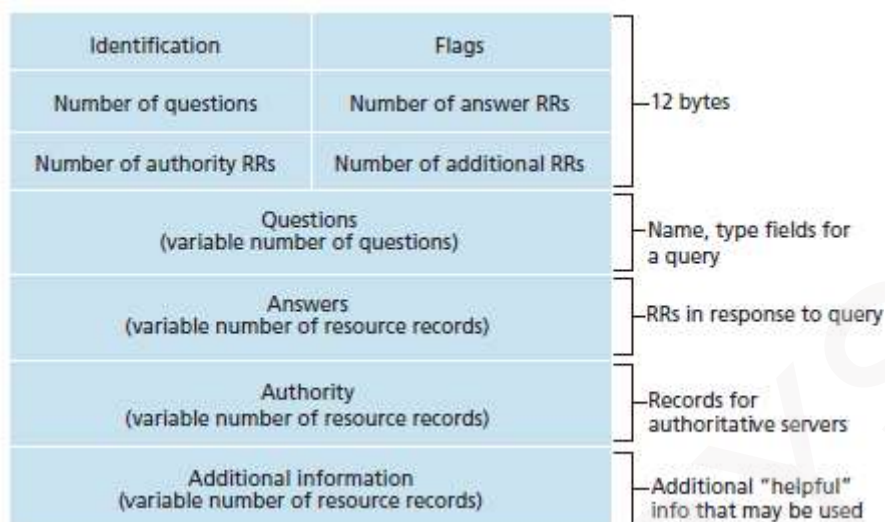 Identification
Flags
Number of questions
Number of answer RRs
12 bytes
Number of authority RRs
Number of additional RRs
Questions
(variable number of questions)
Name, type fields for
a query
Answers
(variable number of resource records)
RRs in response to query
Authority
(variable number of resource records)
Records for
authoritative servers
Additional information
(variable number of resource records)
Additional “helpful”
info that may be used